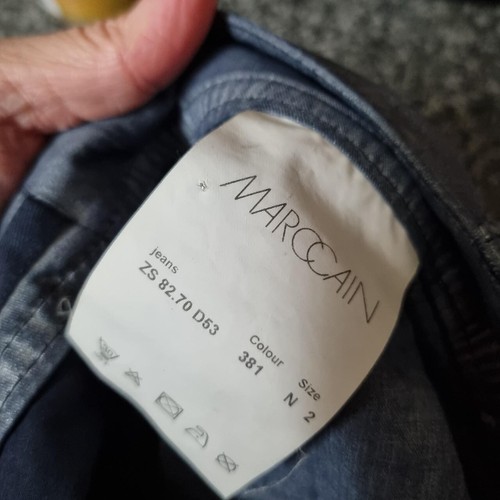 MARCCAIN
jeans
ZS 82.70 D53
Colour Size
381 N 2